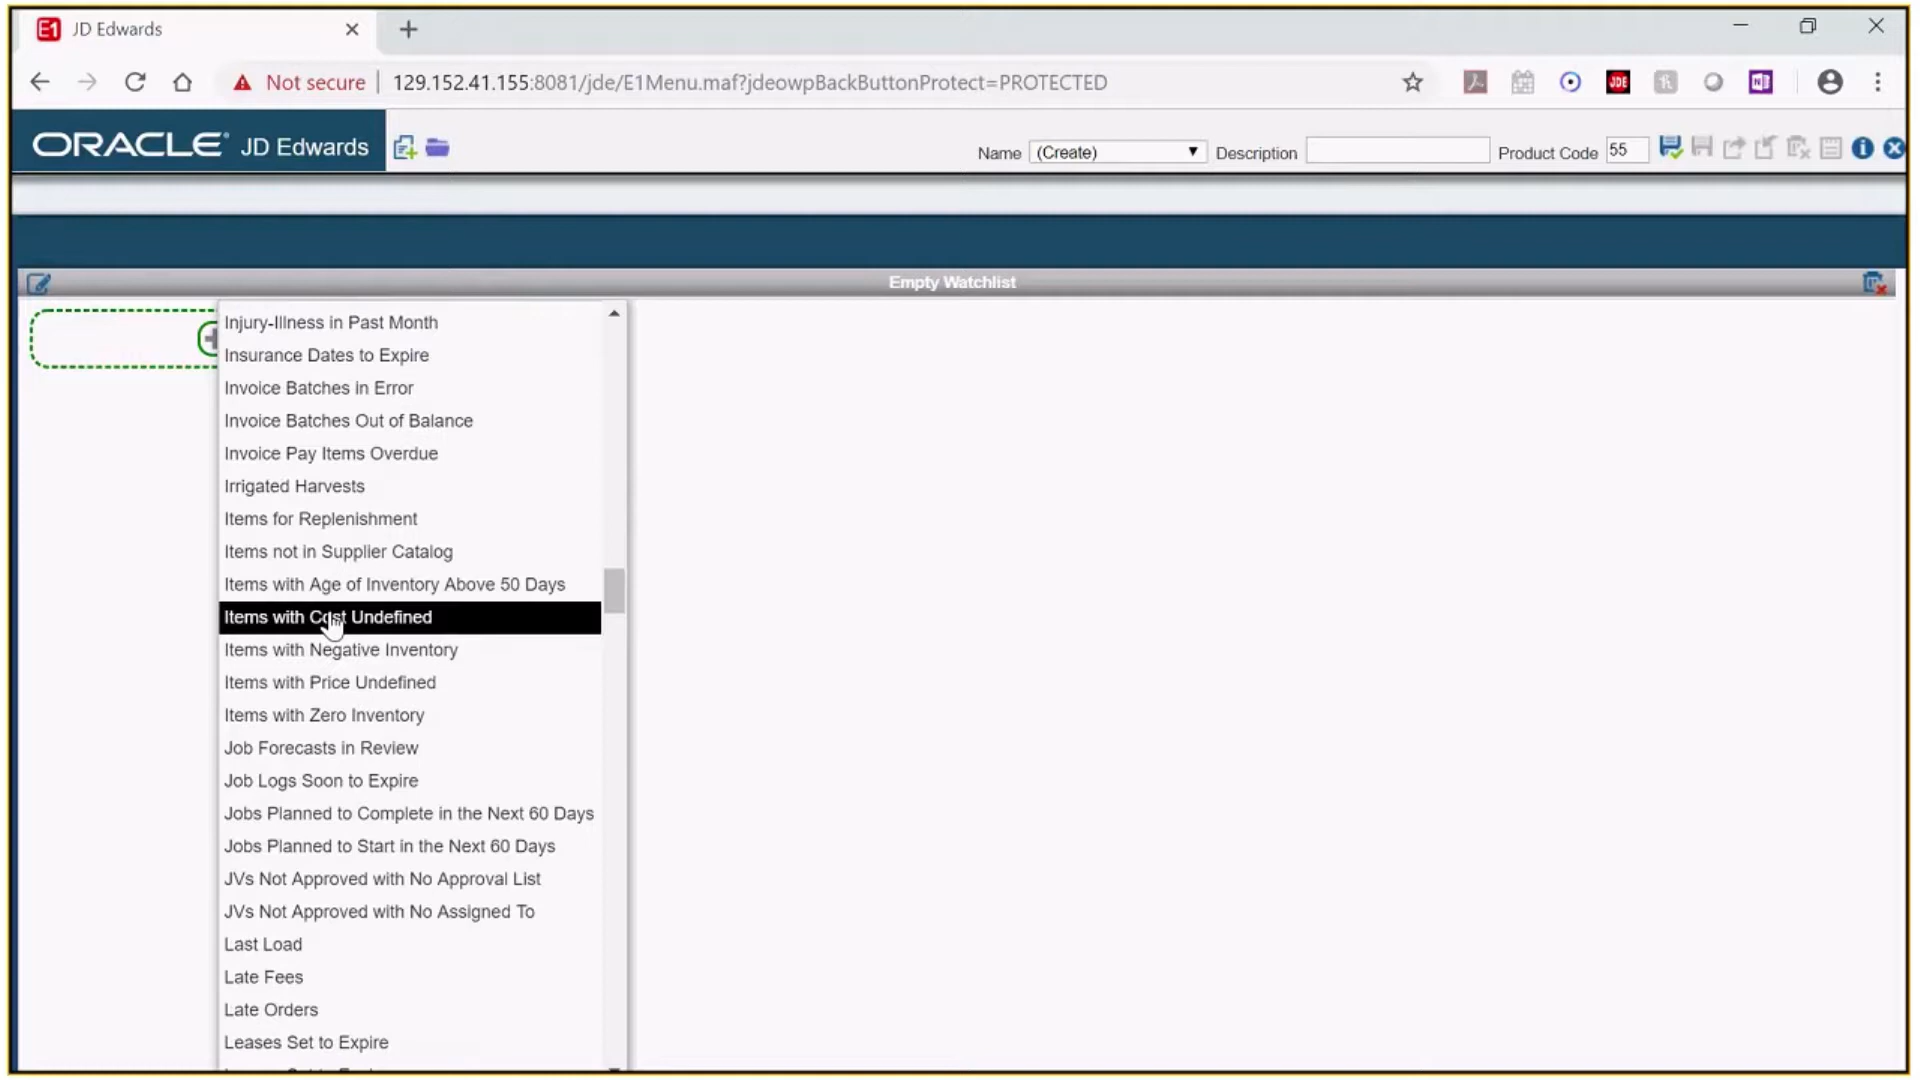 E1 JD Edwards
Not secure 129.152.41.155:8081/jde/E1Menu.maf?jdeowpBackButtonProtect=PROTECTED
JDE
N
ORACLE® JD Edwards
Name (Create) Description Product Code 55
Empty Watchlist
Injury-Illness in Past Month
Insurance Dates to Expire
Invoice Batches in Error
Invoice Batches Out of Balance
Invoice Pay Items Overdue
Irrigated Harvests
Items for Replenishment
Items not in Supplier Catalog
Items with Age of Inventory Above 50 Days
Items with Cost Undefined
Items with Negative Inventory
Items with Price Undefined
Items with Zero Inventory
Job Forecasts in Review
Job Logs Soon to Expire
Jobs Planned to Complete in the Next 60 Days
Jobs Planned to Start in the Next 60 Days
JVs Not Approved with No Approval List
JVs Not Approved with No Assigned To
Last Load
Late Fees
Late Orders
Leases Set to Expire